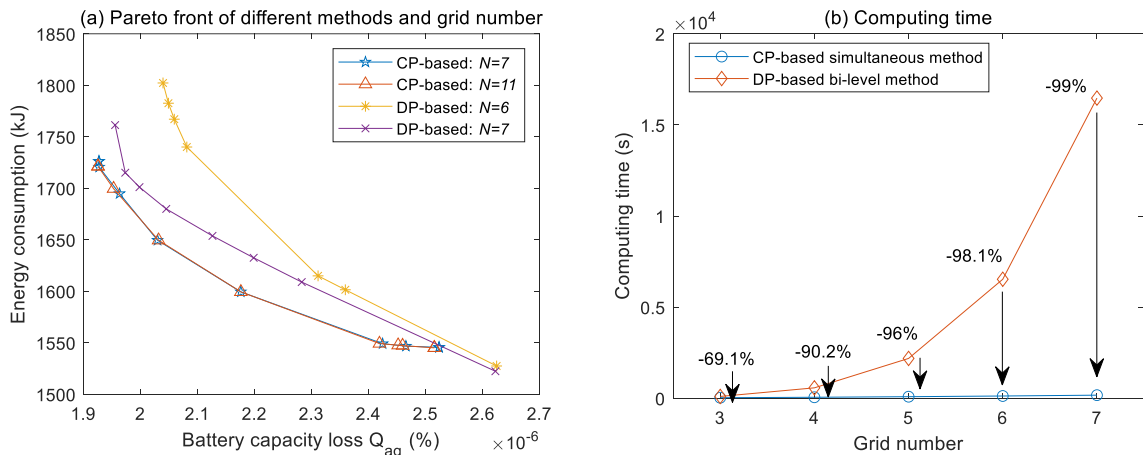 (a) Pareto front of different methods and grid number
1850
1800
1750
1700
1650
1600
1550
1500
Energy consumption (kJ)
CP-based: N=7
CP-based: N=11
DP-based: N=6
DP-based: N=7
1.9 2 2.1 2.2 2.3 2.4 2.5 2.6 2.7
Battery capacity loss Q_ag (%)
×10^-6
(b) Computing time
×10^4
2
1.5
1
0.5
0
Computing time (s)
CP-based simultaneous method
DP-based bi-level method
-69.1%
-90.2%
-96%
-98.1%
-99%
3 4 5 6 7
Grid number